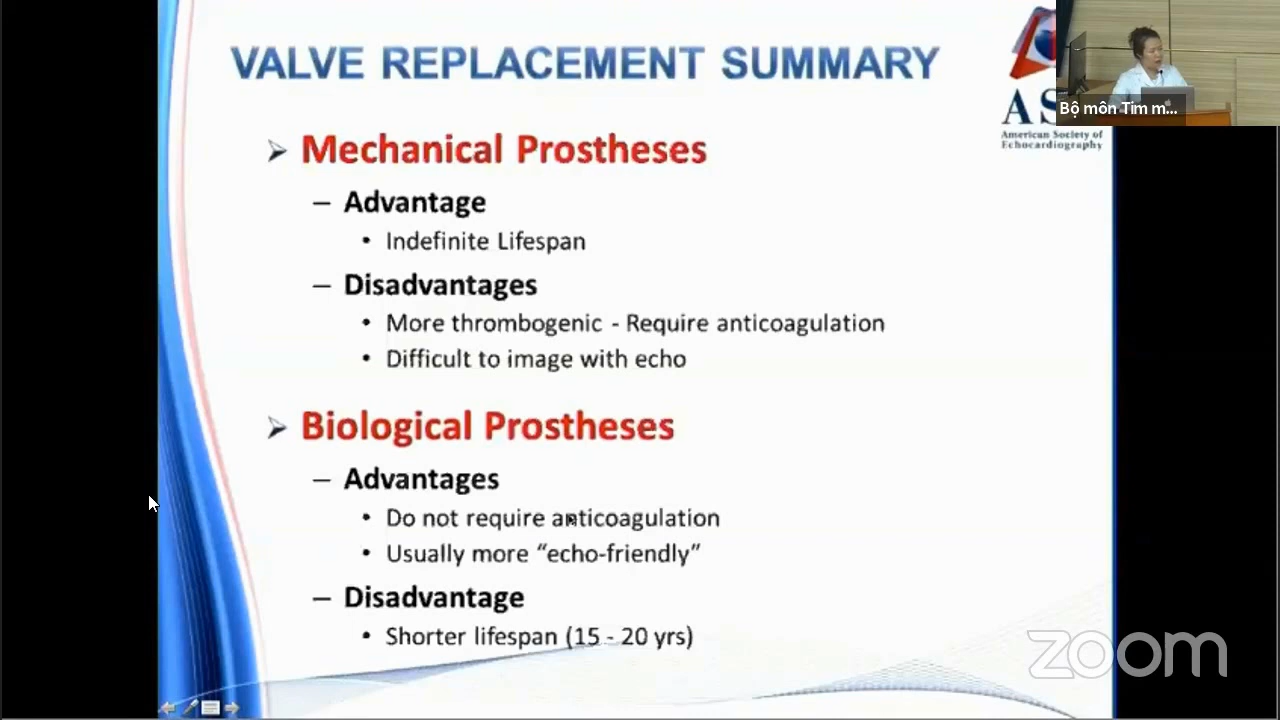 VALVE REPLACEMENT SUMMARY
AS
American Society of
Echocardiography
Bộ môn Tim m...
➢ Mechanical Prostheses
– Advantage
• Indefinite Lifespan
– Disadvantages
• More thrombogenic - Require anticoagulation
• Difficult to image with echo
➢ Biological Prostheses
– Advantages
• Do not require anticoagulation
• Usually more “echo-friendly”
– Disadvantage
• Shorter lifespan (15 - 20 yrs)
zoom